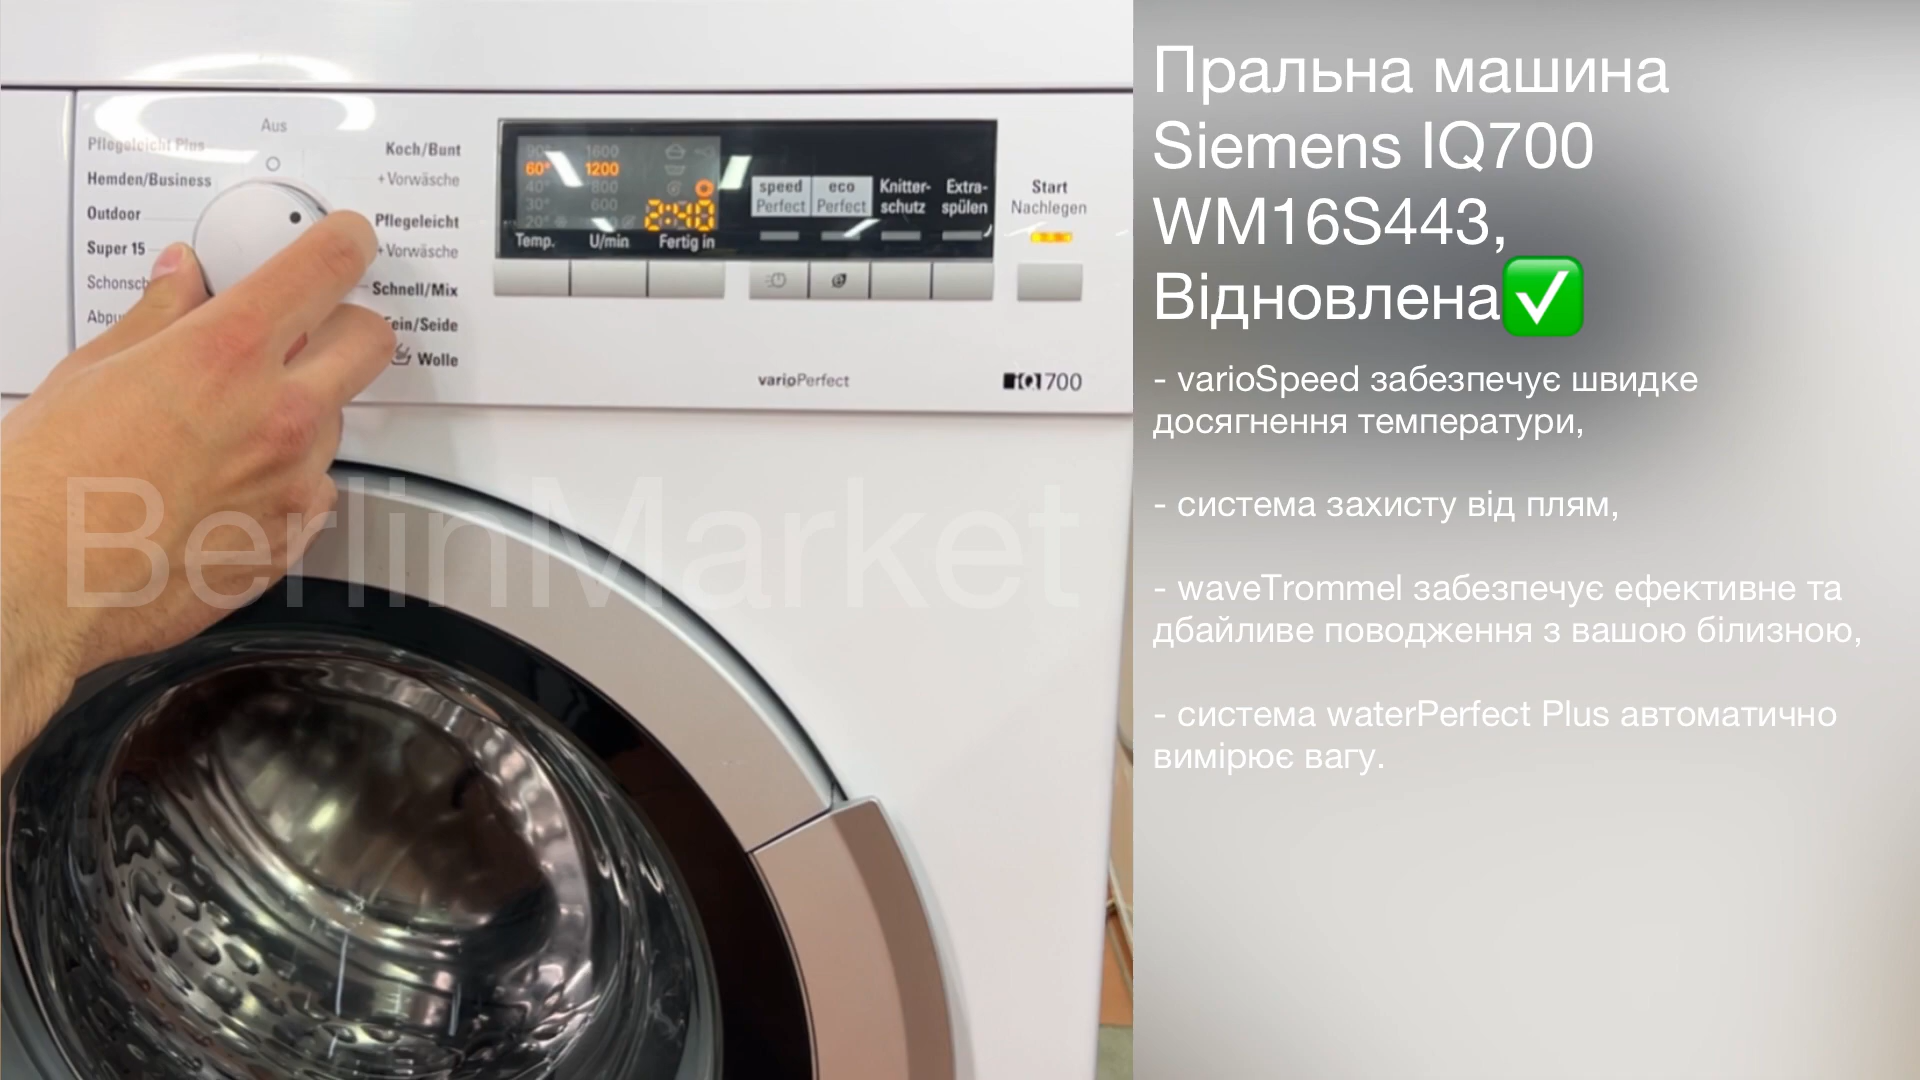 Aus
Pflegeleicht Plus
Hemden/Business
Outdoor
Super 15
Koch/Bunt
+Vorwäsche
Pflegeleicht
+Vorwäsche
Schnell/Mix
Wolle
90° 1600
60° 1200
40° 800
30° 600
20°
2:40
Temp. U/min Fertig in
speed Perfect
eco Perfect
Knitter-
schutz
Extra-
spülen
Start
Nachlegen
varioPerfect
IQ700
BerlinMarket
Пральна машина
Siemens IQ700
WM16S443,
Відновлена✅
- varioSpeed забезпечує швидке
досягнення температури,
- система захисту від плям,
- waveTrommel забезпечує ефективне та
дбайливе поводження з вашою білизною,
- система waterPerfect Plus автоматично
вимірює вагу.